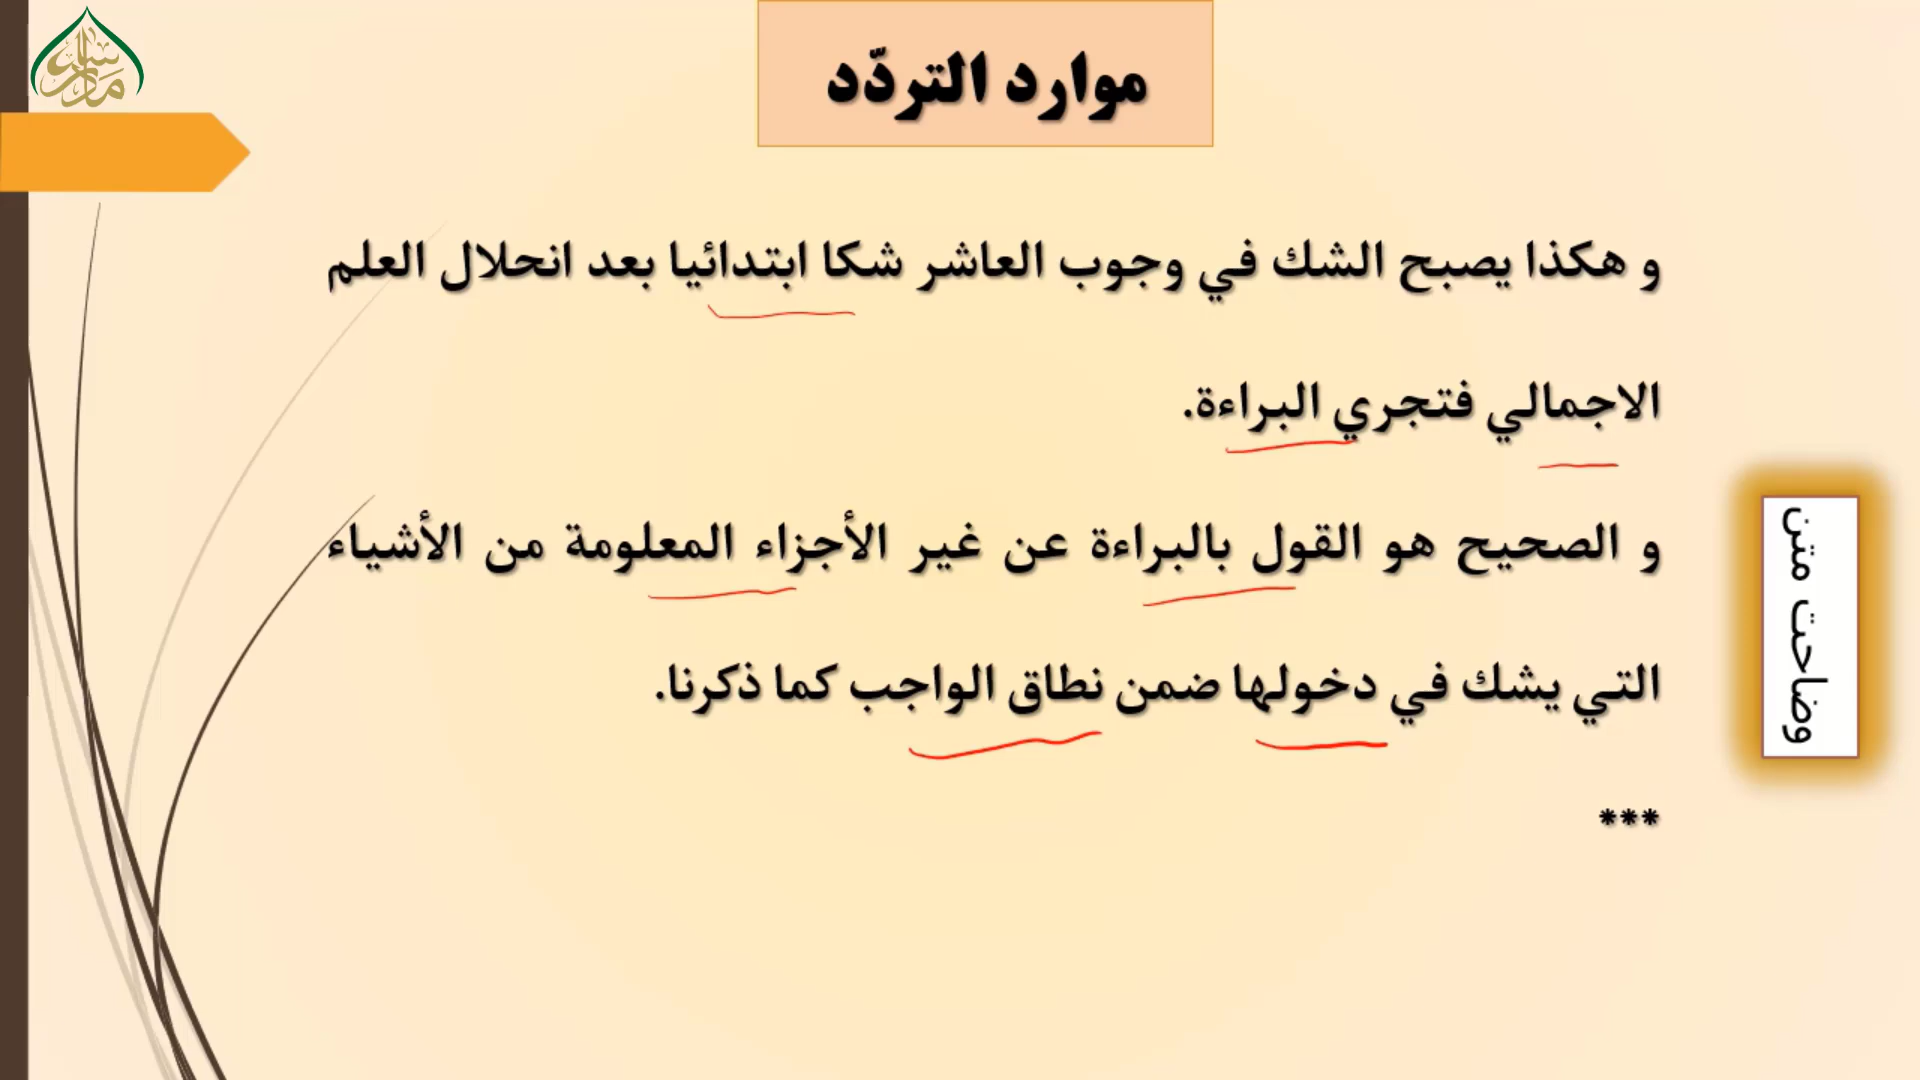 موارد التردّد
و هكذا يصبح الشك في وجوب العاشر شكا ابتدائيا بعد انحلال العلم
الاجمالي فتجري البراءة.
و الصحيح هو القول بالبراءة عن غير الأجزاء المعلومة من الأشياء
التي يشك في دخولها ضمن نطاق الواجب كما ذكرنا.
***
وضاحت متن